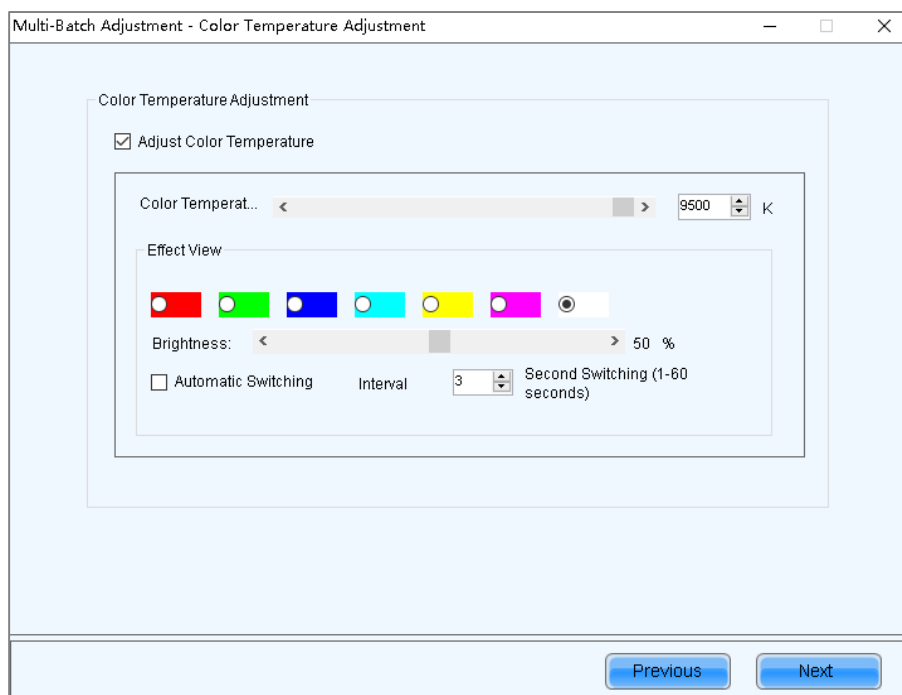 Multi-Batch Adjustment - Color Temperature Adjustment
Color Temperature Adjustment
Adjust Color Temperature
Color Temperat... 9500 K
Effect View
Brightness: 50 %
Automatic Switching Interval 3 Second Switching (1-60
seconds)
Previous Next